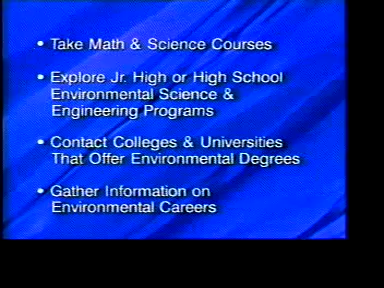 • Take Math & Science Courses
• Explore Jr. High or High School
Environmental Science &
Engineering Programs
• Contact Colleges & Universities
That Offer Environmental Degrees
• Gather Information on
Environmental Careers